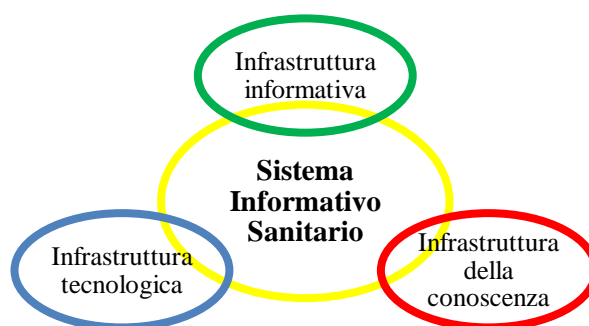 Infrastruttura
informativa
Sistema
Informativo
Sanitario
Infrastruttura
tecnologica
Infrastruttura
della
conoscenza